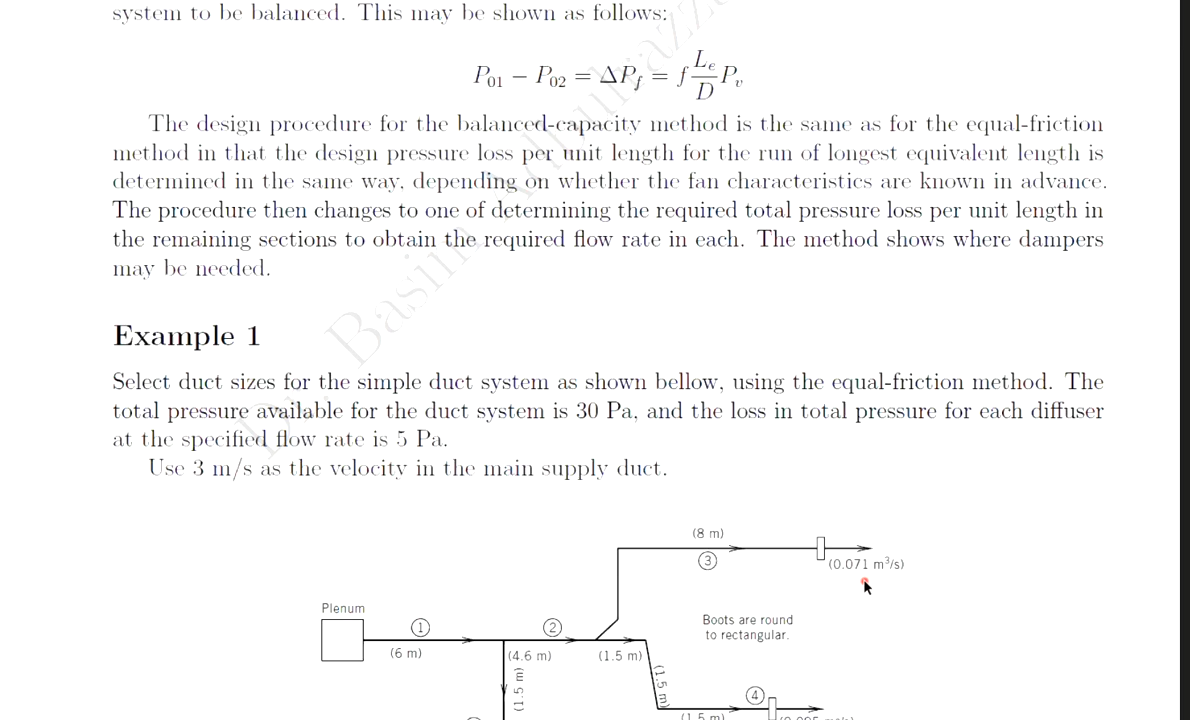 system to be balanced. This may be shown as follows:
P₀₁ − P₀₂ = ΔP_f = f L_e/D P_v
The design procedure for the balanced-capacity method is the same as for the equal-friction
method in that the design pressure loss per unit length for the run of longest equivalent length is
determined in the same way, depending on whether the fan characteristics are known in advance.
The procedure then changes to one of determining the required total pressure loss per unit length in
the remaining sections to obtain the required flow rate in each. The method shows where dampers
may be needed.
Example 1
Select duct sizes for the simple duct system as shown bellow, using the equal-friction method. The
total pressure available for the duct system is 30 Pa, and the loss in total pressure for each diffuser
at the specified flow rate is 5 Pa.
Use 3 m/s as the velocity in the main supply duct.
(8 m)
3
(0.071 m³/s)
Plenum
1
2
Boots are round
to rectangular.
(6 m)
(4.6 m)
(1.5 m)
(1.5 m)
(1.5 m)
4
(1.5 m)
Basim